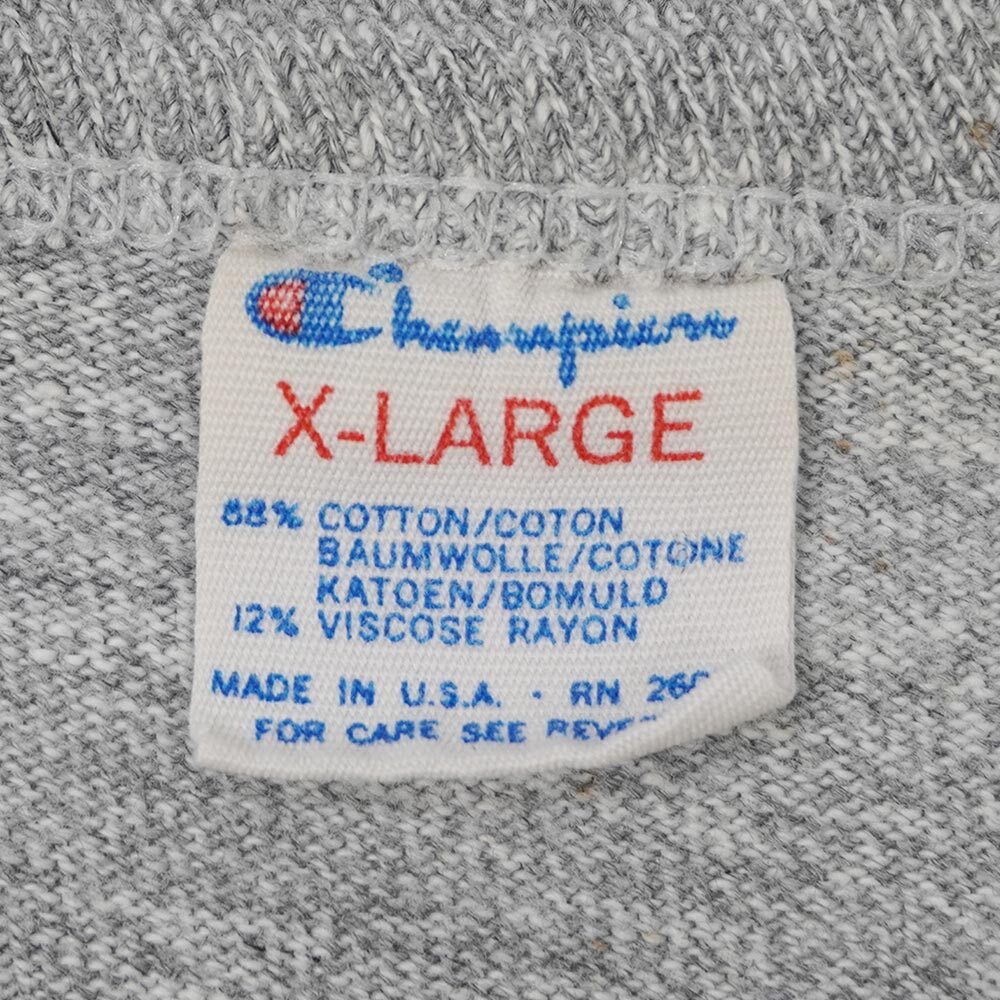 Champion
X-LARGE
88% COTTON/COTON
BAUMWOLLE/COTONE
KATOEN/BOMULD
12% VISCOSE RAYON
MADE IN U.S.A. · RN
FOR CARE SEE